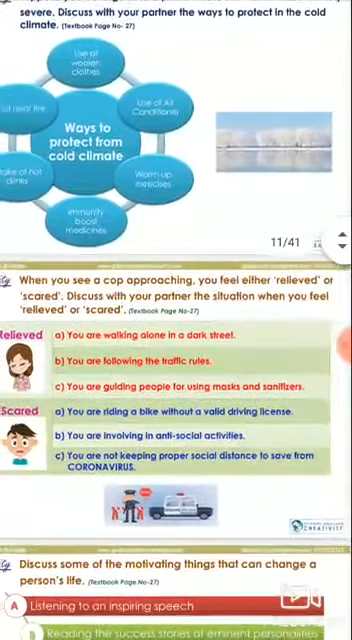 severe. Discuss with your partner the ways to protect in the cold
climate. (Textbook Page No- 27)
Use of
woolen
clothes
Use of Air
Conditioner
Ways to
protect from
cold climate
near fire
Warm-up
exercises
of hot
drinks
Immunity
boost
medicines
11/41
When you see a cop approaching, you feel either 'relieved' or
'scared'. Discuss with your partner the situation when you feel
'relieved' or 'scared'. (Textbook Page No-27)
Relieved
a) You are walking alone in a dark street.
b) You are following the traffic rules.
c) You are guiding people for using masks and sanitizers.
Scared
a) You are riding a bike without a valid driving license.
b) You are involving in anti-social activities.
c) You are not keeping proper social distance to save from
CORONAVIRUS.
CREATIVITY
Discuss some of the motivating things that can change a
person's life. (Textbook Page No-27)
A Listening to an inspiring speech
Reading the success stories of eminent personalities